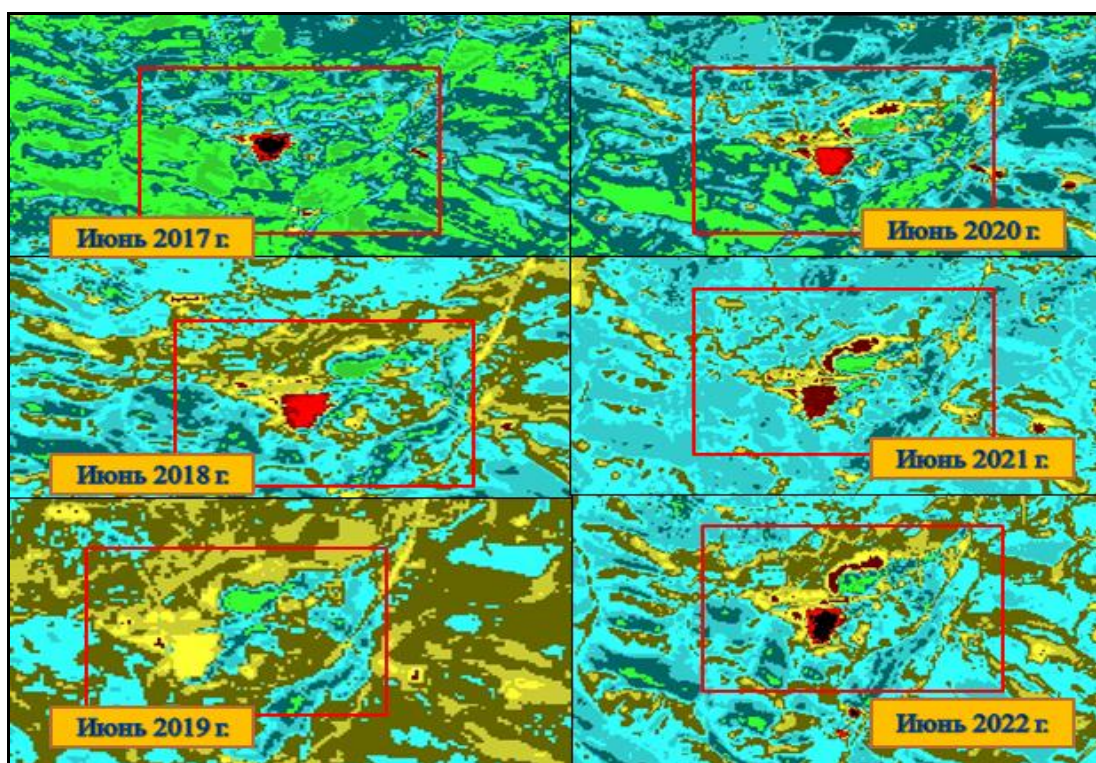 Июнь 2017 г.
Июнь 2020 г.
Июнь 2018 г.
Июнь 2021 г.
Июнь 2019 г.
Июнь 2022 г.